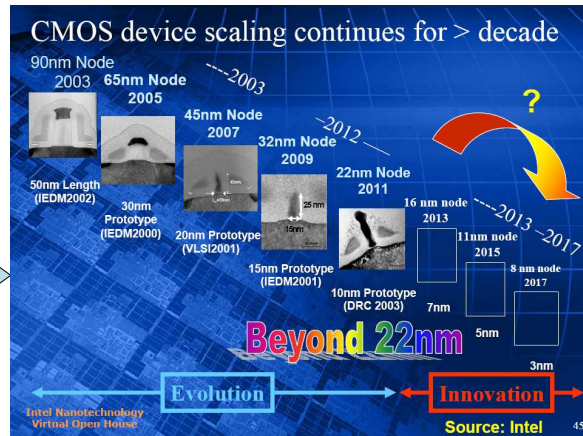 CMOS device scaling continues for > decade
90nm Node
2003
65nm Node
2005
45nm Node
2007
32nm Node
2009
22nm Node
2011
16 nm node
2013
11nm node
2015
8 nm node
2017
----2003
----2012----
----2013 –2017
?
25 nm
15nm
50nm Length
(IEDM2002)
30nm
Prototype
(IEDM2000)
20nm Prototype
(VLSI2001)
15nm Prototype
(IEDM2001)
10nm Prototype
(DRC 2003)
7nm
5nm
3nm
Beyond 22nm
Evolution
Innovation
Intel Nanotechnology
Virtual Open House
Source: Intel
45